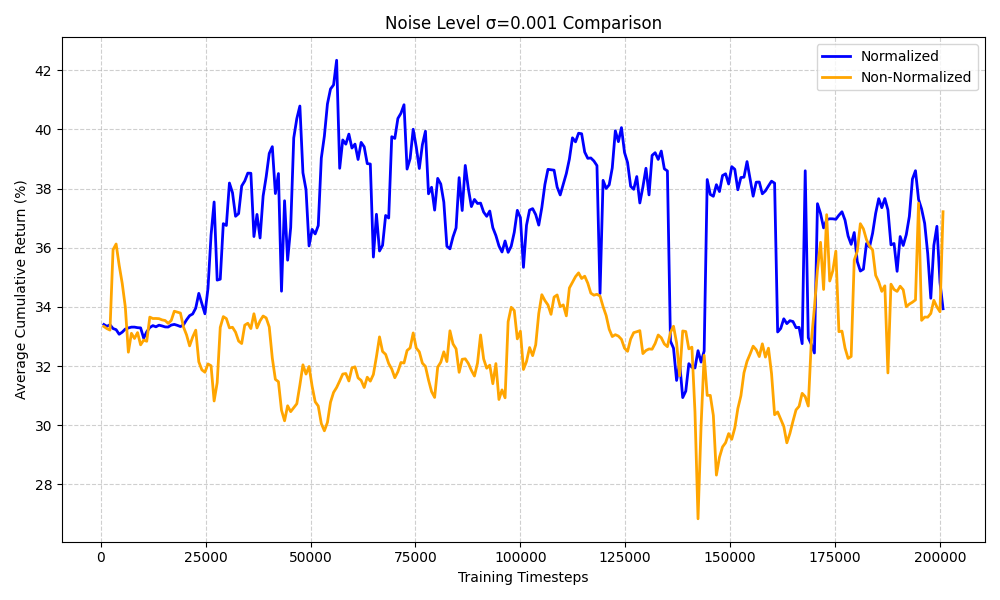 Noise Level σ=0.001 Comparison
Normalized
Non-Normalized
Average Cumulative Return (%)
42
40
38
36
34
32
30
28
0 25000 50000 75000 100000 125000 150000 175000 200000
Training Timesteps